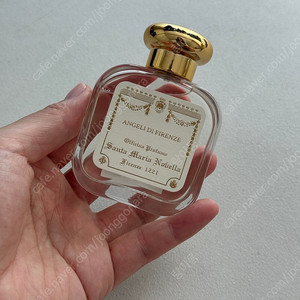 ANGELI DI FIRENZE
Officina Profumo
Santa Maria Novella
Firenze 1221